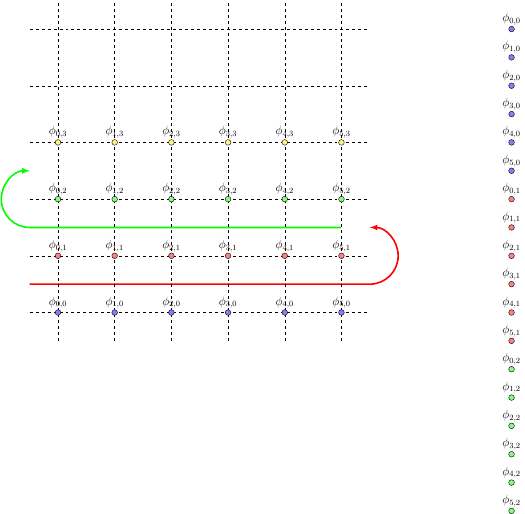 ϕ0,3 ϕ1,3 ϕ2,3 ϕ3,3 ϕ4,3 ϕ5,3
ϕ0,2 ϕ1,2 ϕ2,2 ϕ3,2 ϕ4,2 ϕ5,2
ϕ0,1 ϕ1,1 ϕ2,1 ϕ3,1 ϕ4,1 ϕ5,1
ϕ0,0 ϕ1,0 ϕ2,0 ϕ3,0 ϕ4,0 ϕ5,0
ϕ0,0
ϕ1,0
ϕ2,0
ϕ3,0
ϕ4,0
ϕ5,0
ϕ0,1
ϕ1,1
ϕ2,1
ϕ3,1
ϕ4,1
ϕ5,1
ϕ0,2
ϕ1,2
ϕ2,2
ϕ3,2
ϕ4,2
ϕ5,2